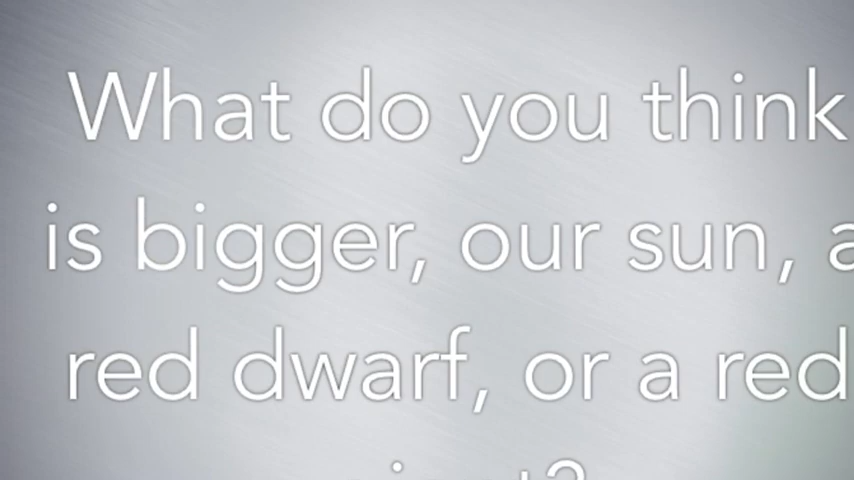 What do you think
is bigger, our sun, a
red dwarf, or a red